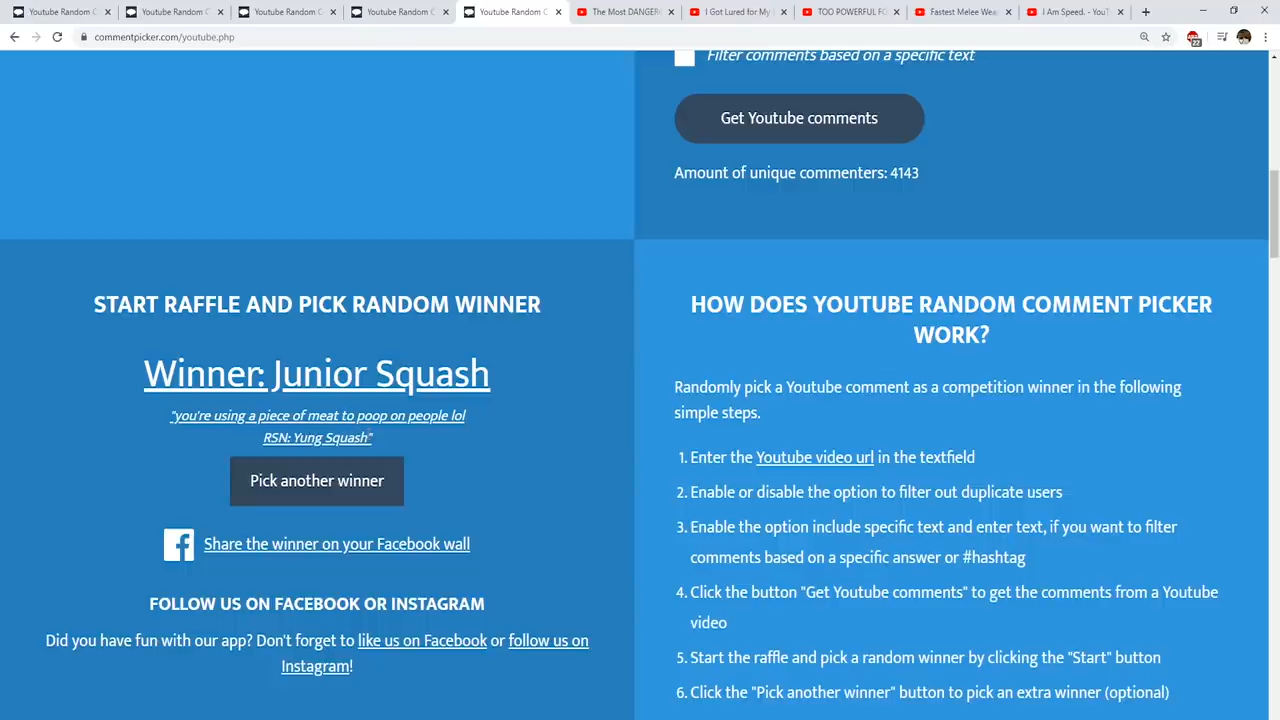 Youtube Random C
Youtube Random C
Youtube Random C
Youtube Random C
Youtube Random C
The Most DANGER
I Got Lured for My
TOO POWERFUL FO
Fastest Melee Wea
I Am Speed. - YouT
commentpicker.com/youtube.php
22
Filter comments based on a specific text
Get Youtube comments
Amount of unique commenters: 4143
START RAFFLE AND PICK RANDOM WINNER
Winner: Junior Squash
"you're using a piece of meat to poop on people lol
RSN: Yung Squash"
Pick another winner
Share the winner on your Facebook wall
FOLLOW US ON FACEBOOK OR INSTAGRAM
Did you have fun with our app? Don't forget to like us on Facebook or follow us on
Instagram!
HOW DOES YOUTUBE RANDOM COMMENT PICKER
WORK?
Randomly pick a Youtube comment as a competition winner in the following
simple steps.
1. Enter the Youtube video url in the textfield
2. Enable or disable the option to filter out duplicate users
3. Enable the option include specific text and enter text, if you want to filter
comments based on a specific answer or #hashtag
4. Click the button "Get Youtube comments" to get the comments from a Youtube
video
5. Start the raffle and pick a random winner by clicking the "Start" button
6. Click the "Pick another winner" button to pick an extra winner (optional)